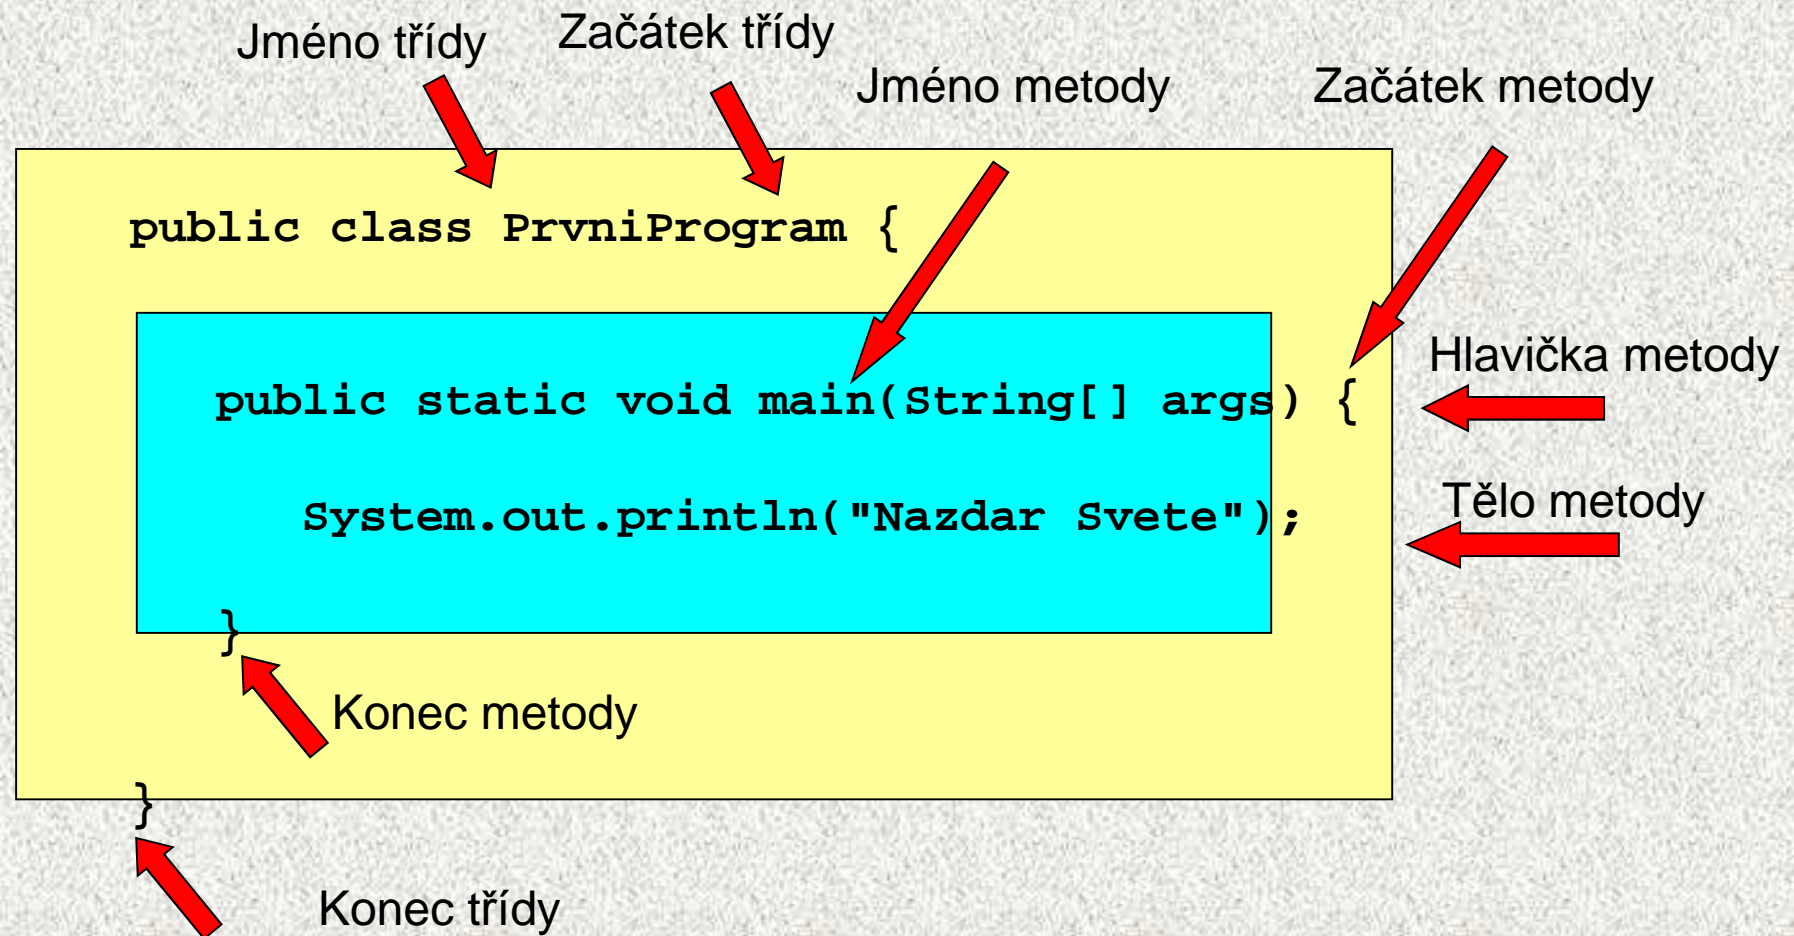 Jméno třídy
Začátek třídy
Jméno metody
Začátek metody
public class PrvniProgram {
Hlavička metody
public static void main(String[] args) {
Tělo metody
System.out.println("Nazdar Svete");
}
Konec metody
}
Konec třídy